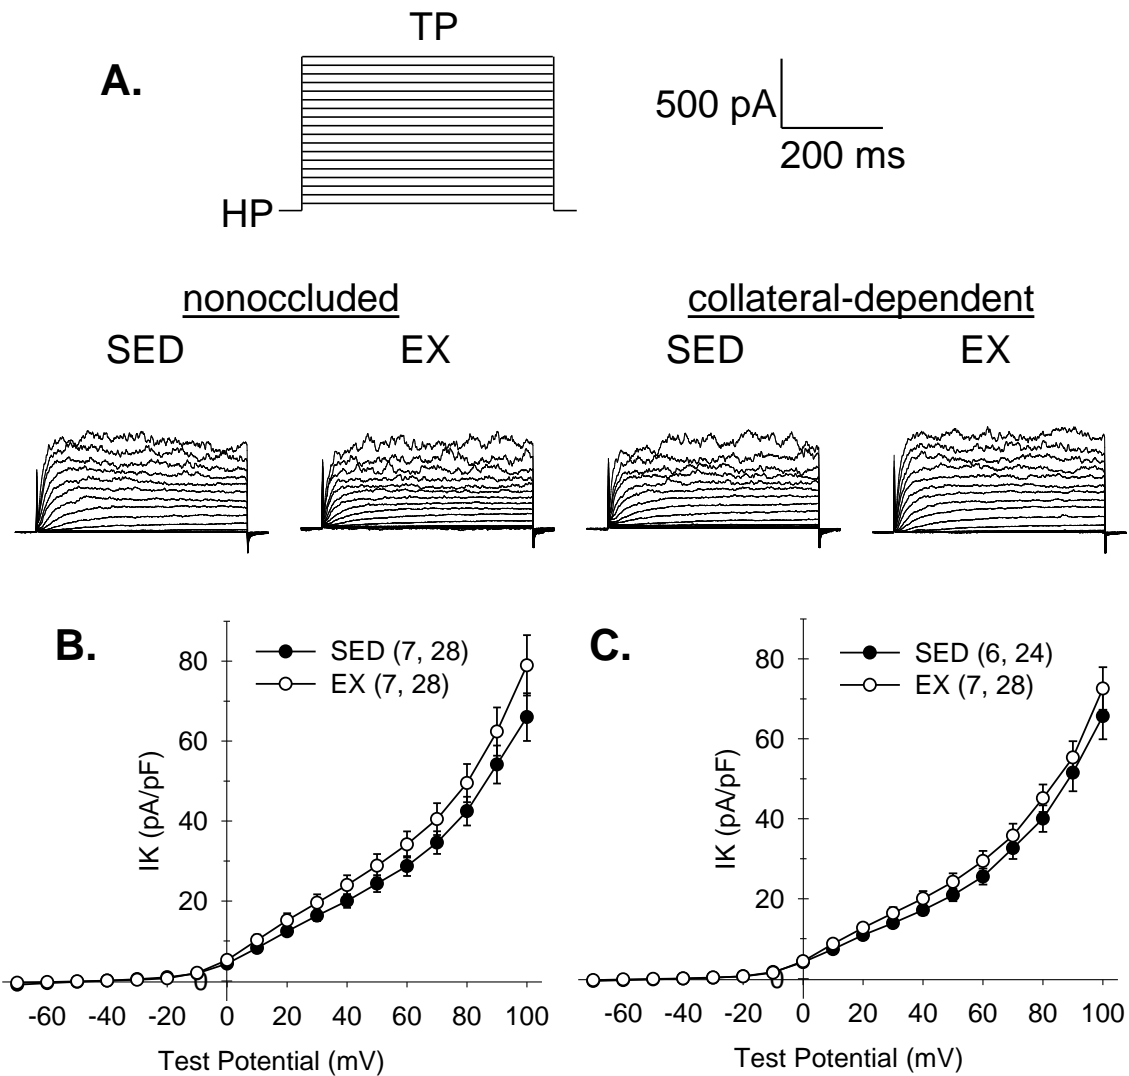 TP
A.
500 pA
200 ms
HP
nonoccluded
collateral-dependent
SED
EX
SED
EX
B.
SED (7, 28)
EX (7, 28)
80
60
40
20
0
IK (pA/pF)
-60 -40 -20 0 20 40 60 80 100
Test Potential (mV)
C.
SED (6, 24)
EX (7, 28)
80
60
40
20
0
IK (pA/pF)
-60 -40 -20 0 20 40 60 80 100
Test Potential (mV)